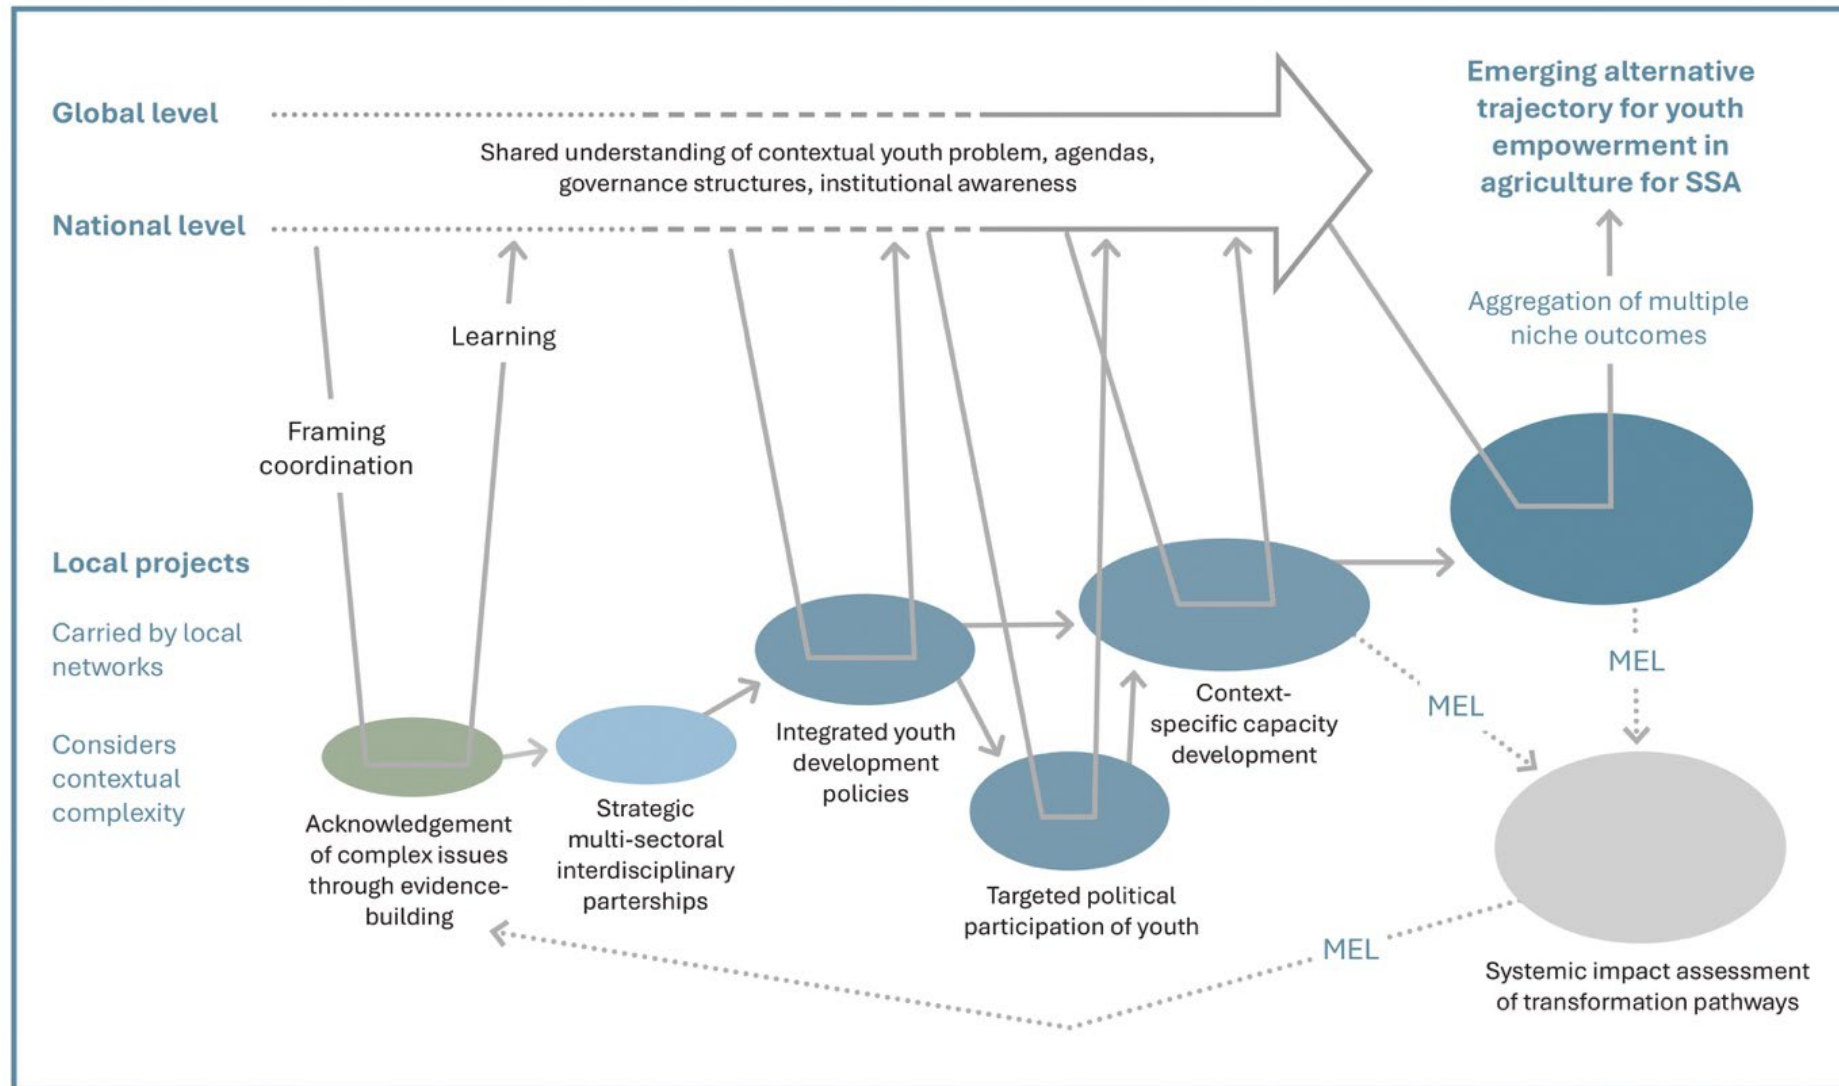 Global level
Shared understanding of contextual youth problem, agendas,
governance structures, institutional awareness
National level
Emerging alternative
trajectory for youth
empowerment in
agriculture for SSA
Aggregation of multiple
niche outcomes
Learning
Framing
coordination
Local projects
Carried by local
networks
Considers
contextual
complexity
Acknowledgement
of complex issues
through evidence-
building
Strategic
multi-sectoral
interdisciplinary
parterships
Integrated youth
development
policies
Targeted political
participation of youth
Context-
specific capacity
development
MEL
MEL
MEL
Systemic impact assessment
of transformation pathways